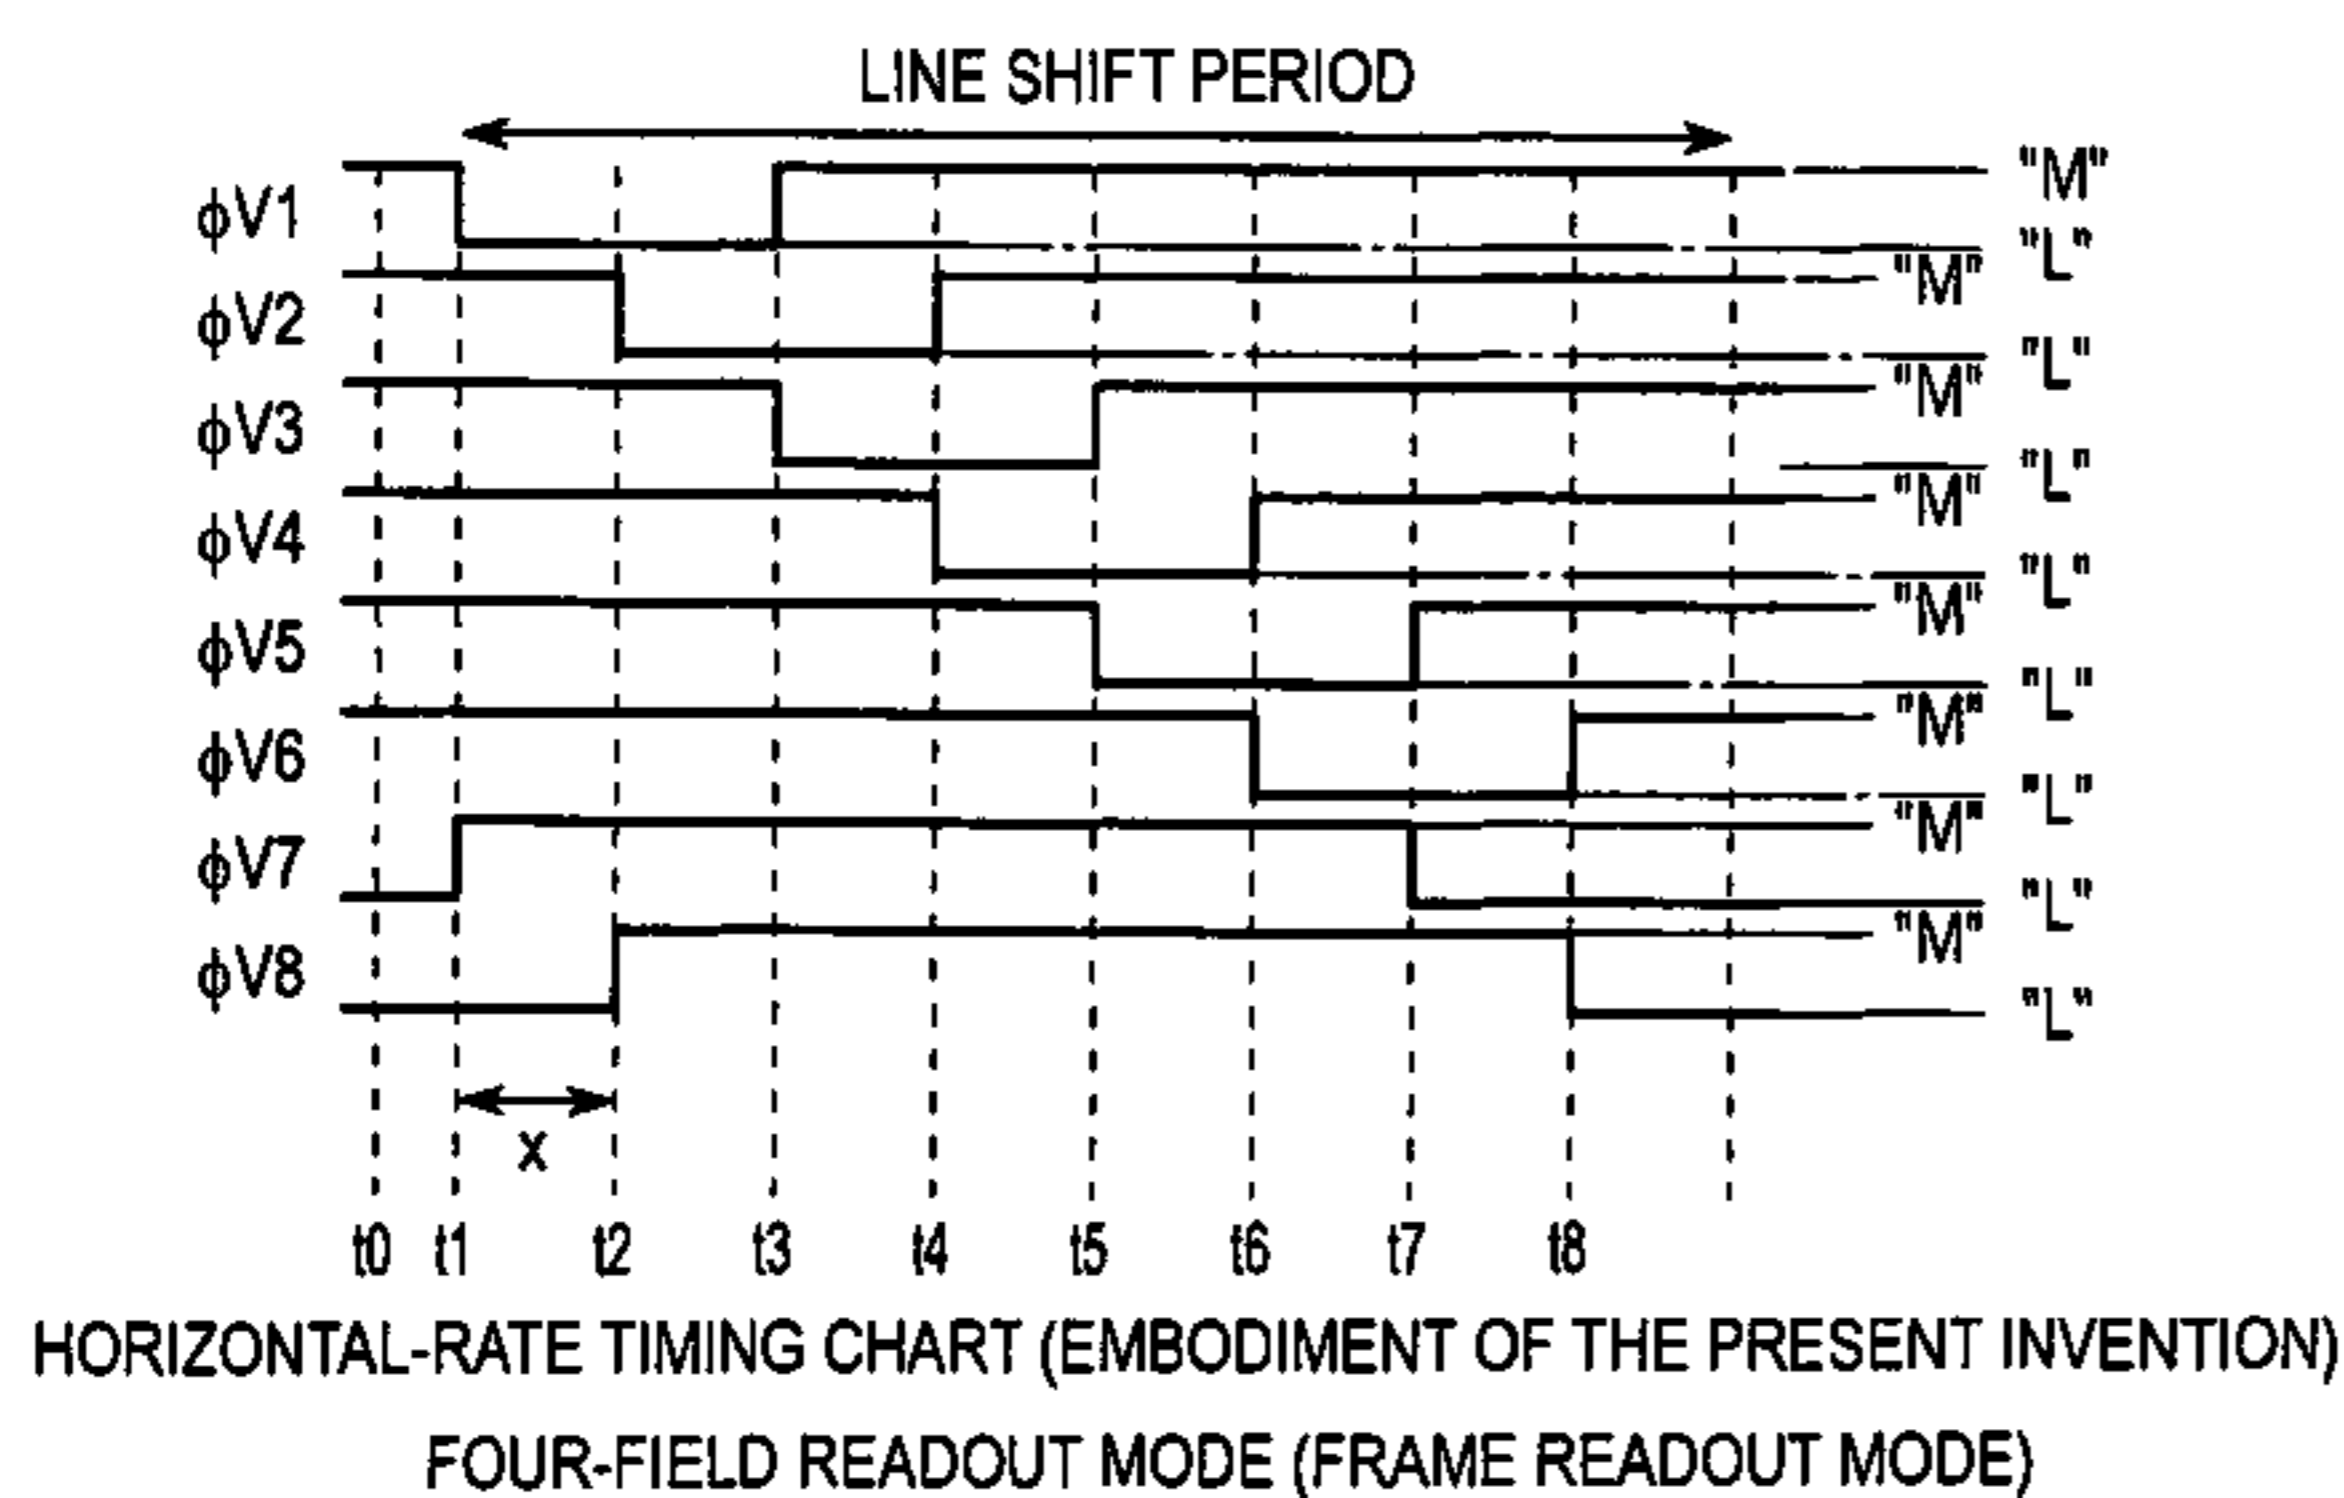 LINE SHIFT PERIOD
ϕV1 "M" "L"
ϕV2 "M" "L"
ϕV3 "M" "L"
ϕV4 "M" "L"
ϕV5 "M" "L"
ϕV6 "M" "L"
ϕV7 "M" "L"
ϕV8 "M" "L"
x
t0 t1 t2 t3 t4 t5 t6 t7 t8
HORIZONTAL-RATE TIMING CHART (EMBODIMENT OF THE PRESENT INVENTION)
FOUR-FIELD READOUT MODE (FRAME READOUT MODE)